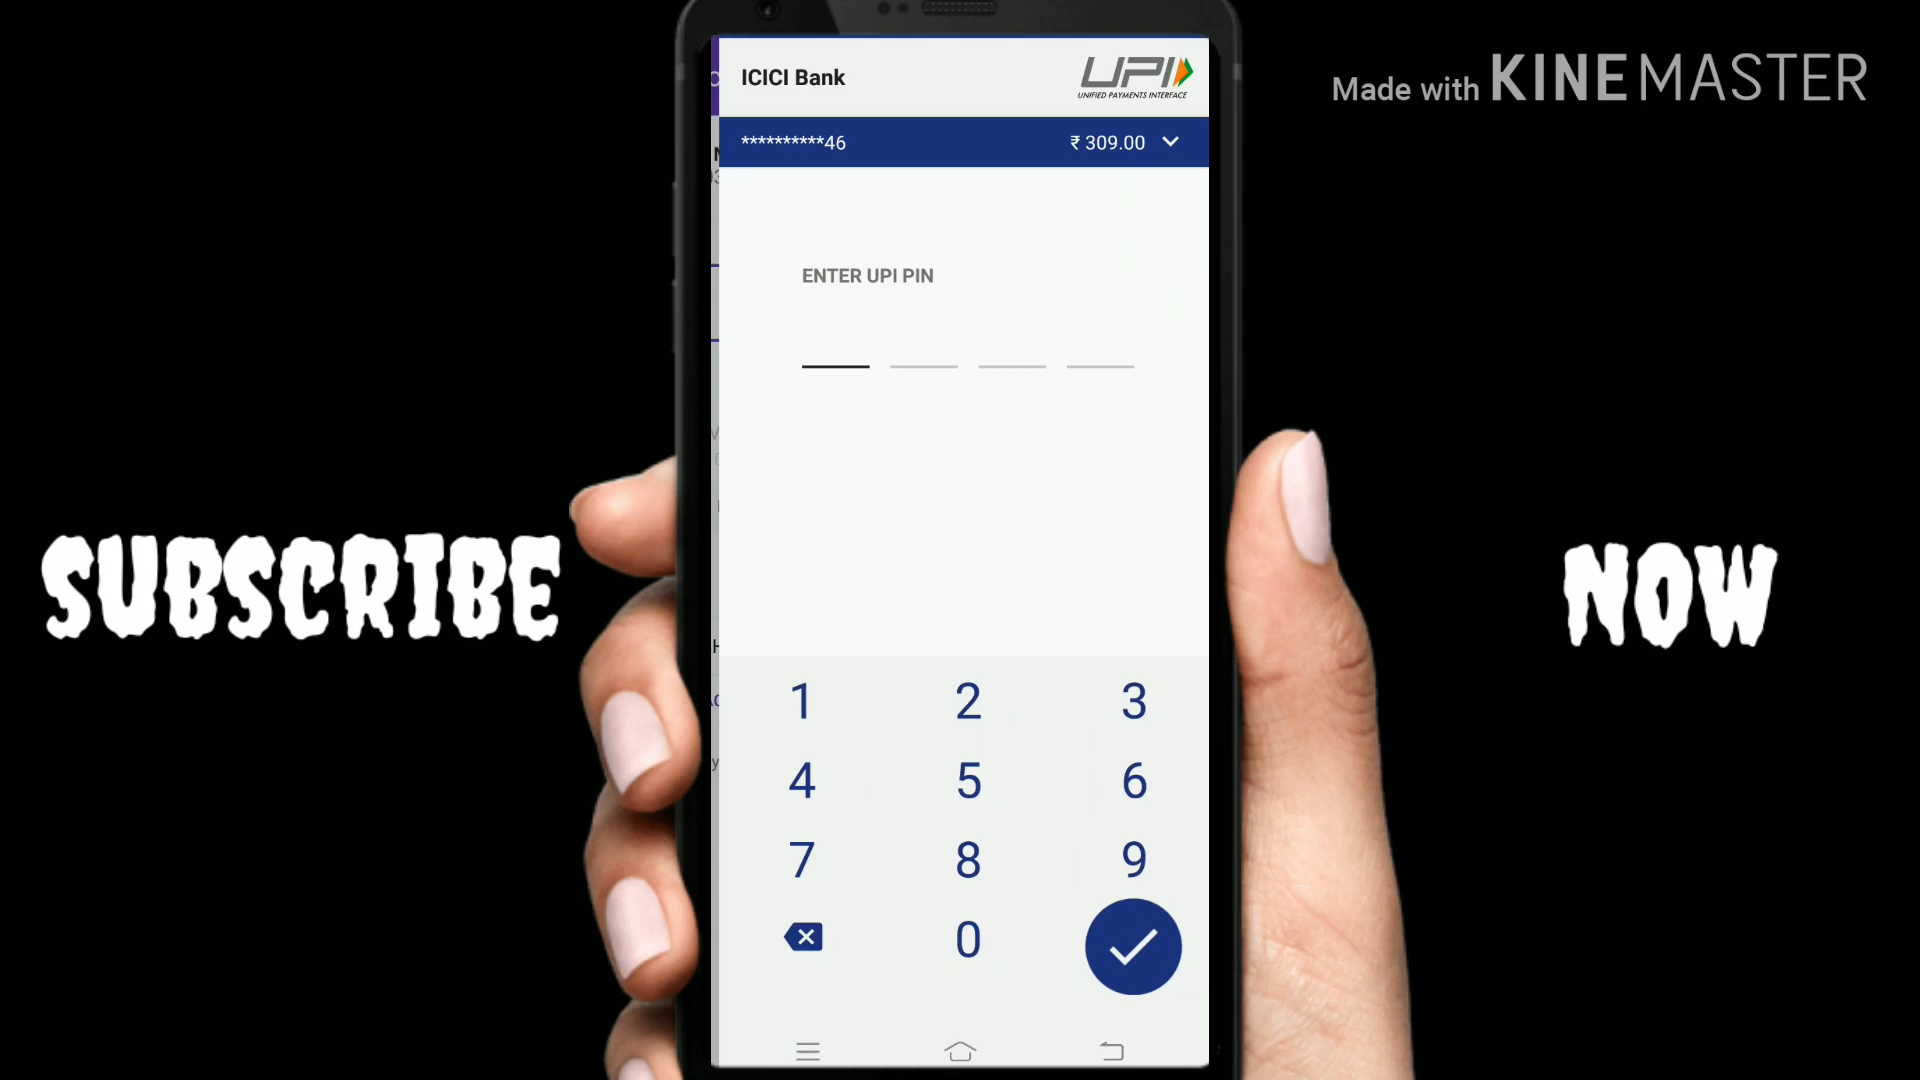 Made with KINEMASTER
ICICI Bank
UPI
UNIFIED PAYMENTS INTERFACE
**********46 ₹ 309.00
ENTER UPI PIN
SUBSCRIBE
NOW
1 2 3
4 5 6
7 8 9
0